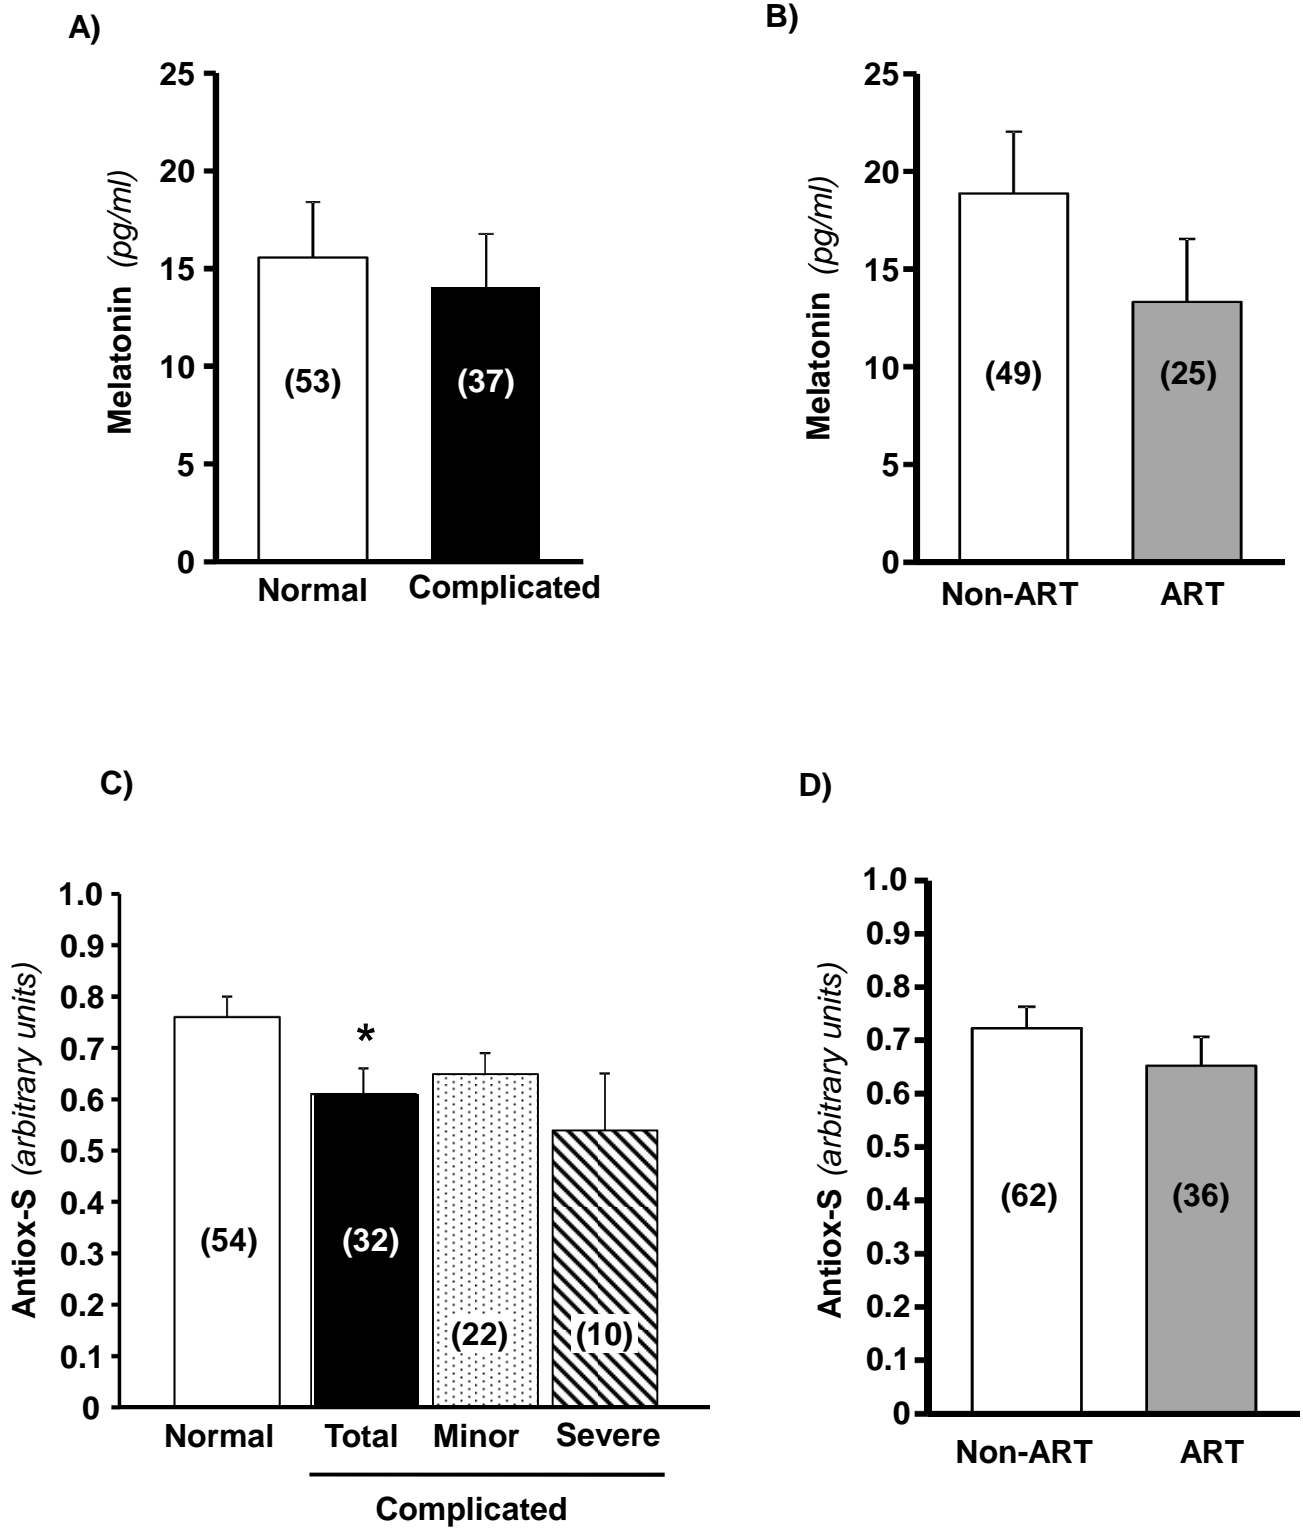 A)
25
20
15
10
5
0
Melatonin (pg/ml)
(53)
(37)
Normal
Complicated
B)
25
20
15
10
5
0
Melatonin (pg/ml)
(49)
(25)
Non-ART
ART
C)
1.0
0.9
0.8
0.7
0.6
0.5
0.4
0.3
0.2
0.1
0
Antiox-S (arbitrary units)
*
(54)
(32)
(22)
(10)
Normal
Total
Minor
Severe
Complicated
D)
1.0
0.9
0.8
0.7
0.6
0.5
0.4
0.3
0.2
0.1
0
Antiox-S (arbitrary units)
(62)
(36)
Non-ART
ART